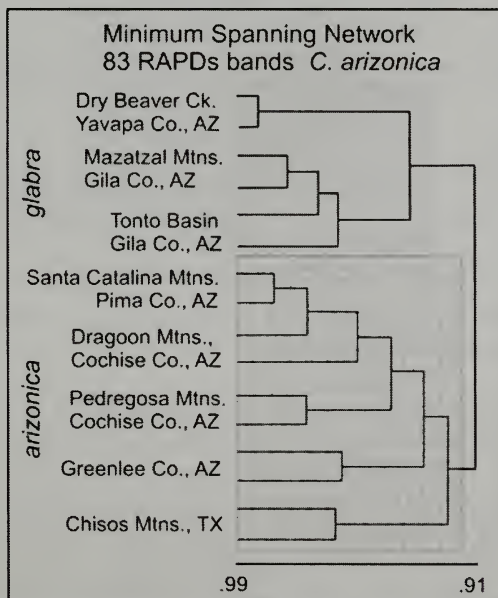 Minimum Spanning Network
83 RAPDs bands C. arizonica
glabra
Dry Beaver Ck.
Yavapa Co., AZ
Mazatzal Mtns.
Gila Co., AZ
Tonto Basin
Gila Co., AZ
arizonica
Santa Catalina Mtns.
Pima Co., AZ
Dragoon Mtns.,
Cochise Co., AZ
Pedregosa Mtns.
Cochise Co., AZ
Greenlee Co., AZ
Chisos Mtns., TX
.99 .91